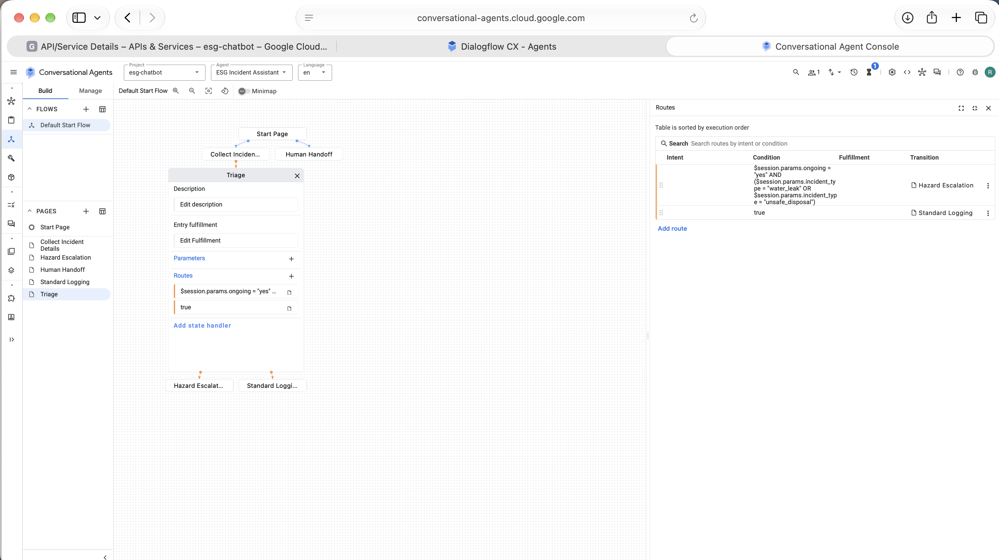 conversational-agents.cloud.google.com
G API/Service Details – APIs & Services – esg-chatbot – Google Cloud...
Dialogflow CX - Agents
Conversational Agent Console
Conversational Agents
Project
esg-chatbot
Agent
ESG Incident Assistant
Language
en
1
1
R
Build
Manage
Default Start Flow
Minimap
FLOWS
Default Start Flow
PAGES
Start Page
Collect Incident
Details
Hazard Escalation
Human Handoff
Standard Logging
Triage
Start Page
Collect Inciden...
Human Handoff
Triage
Description
Edit description
Entry fulfillment
Edit Fulfillment
Parameters
Routes
$session.params.ongoing = "yes" ...
true
Add state handler
Hazard Escalat...
Standard Loggi...
Routes
Table is sorted by execution order
Search Search routes by intent or condition
Intent Condition Fulfillment Transition
$session.params.ongoing =
"yes" AND
($session.params.incident_ty
pe = "water_leak" OR
$session.params.incident_typ
e = "unsafe_disposal")
Hazard Escalation
true
Standard Logging
Add route